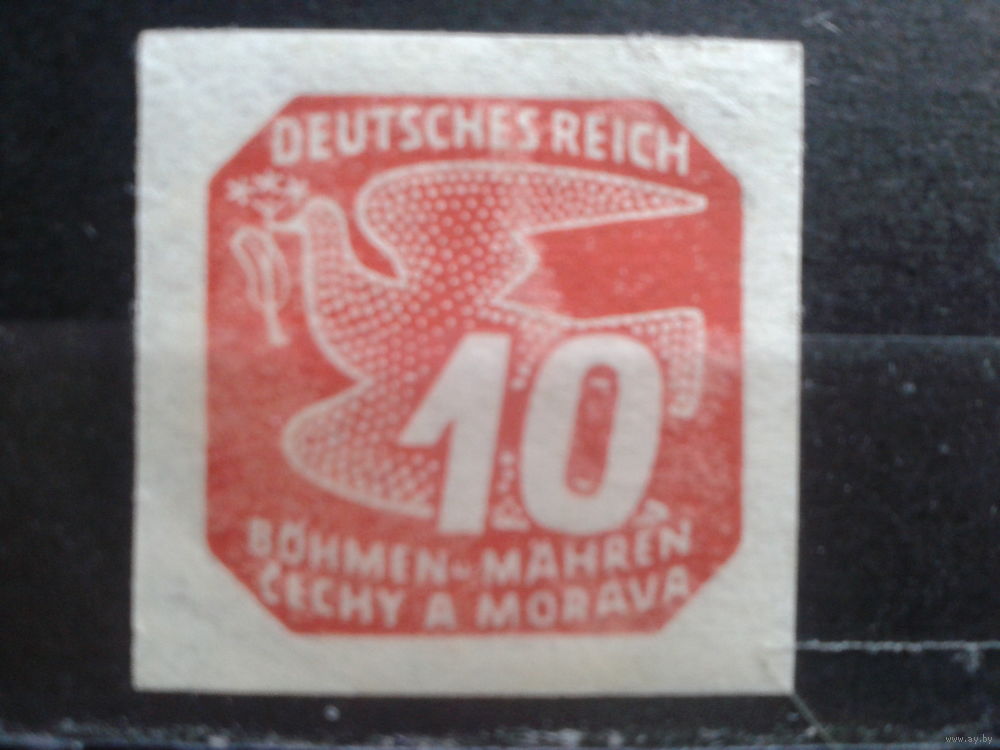 DEUTSCHES REICH
10
BÖHMEN u. MÄHREN
ČECHY A MORAVA
www.ay.by